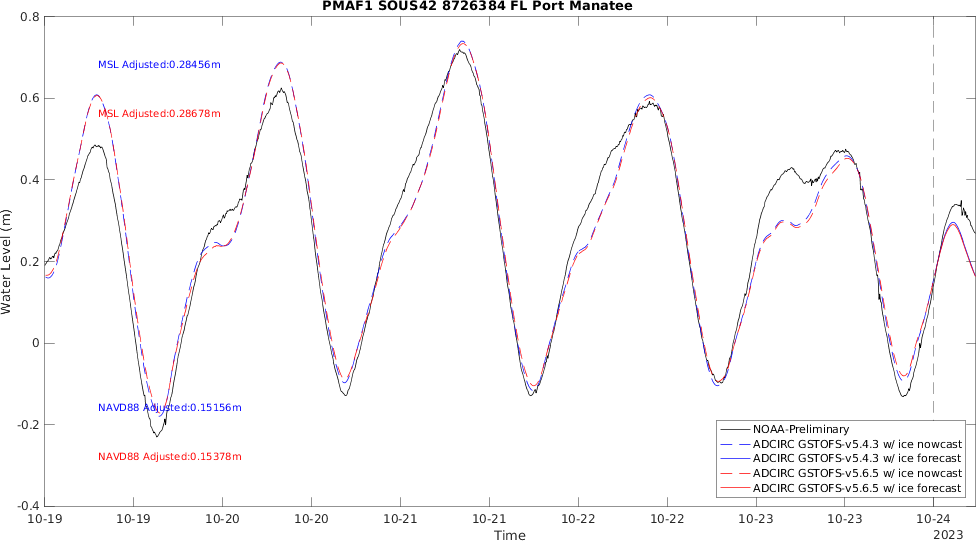 PMAF1 SOUS42 8726384 FL Port Manatee
0.8
0.6
0.4
0.2
0
-0.2
-0.4
Water Level (m)
MSL Adjusted:0.28456m
MSL Adjusted:0.28678m
NAVD88 Adjusted:0.15156m
NAVD88 Adjusted:0.15378m
NOAA-Preliminary
ADCIRC GSTOFS-v5.4.3 w/ ice nowcast
ADCIRC GSTOFS-v5.4.3 w/ ice forecast
ADCIRC GSTOFS-v5.6.5 w/ ice nowcast
ADCIRC GSTOFS-v5.6.5 w/ ice forecast
10-19 10-19 10-20 10-20 10-21 10-21 10-22 10-22 10-23 10-23 10-24
2023
Time